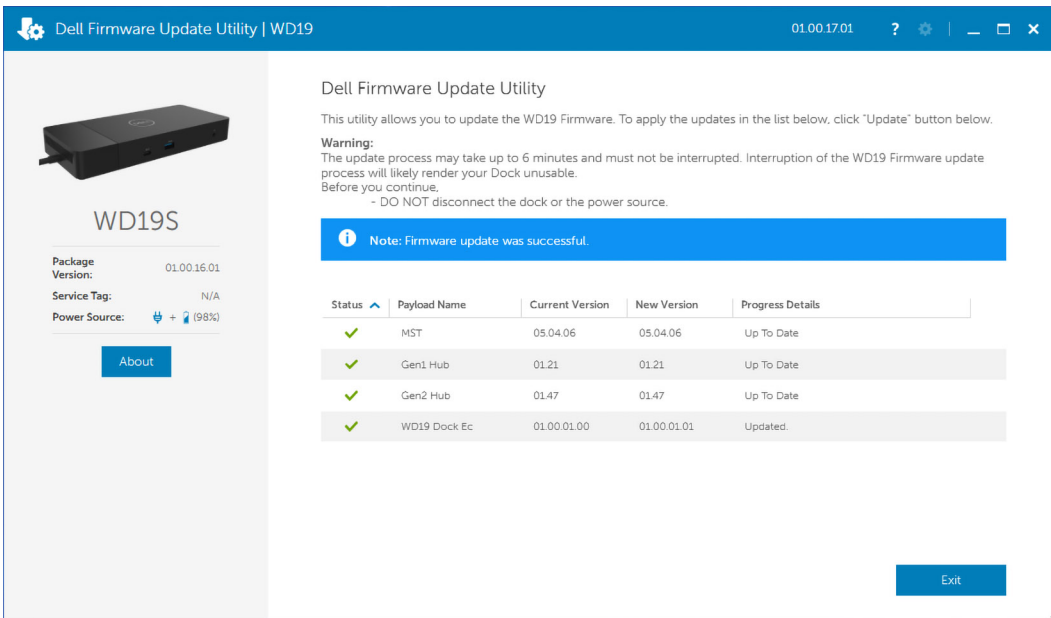 Dell Firmware Update Utility | WD19
01.00.17.01
?
Dell Firmware Update Utility
This utility allows you to update the WD19 Firmware. To apply the updates in the list below, click "Update" button below.
Warning:
The update process may take up to 6 minutes and must not be interrupted. Interruption of the WD19 Firmware update
process will likely render your Dock unusable.
Before you continue,
- DO NOT disconnect the dock or the power source.
Note: Firmware update was successful.
WD19S
Package Version: 01.00.16.01
Service Tag: N/A
Power Source: + (98%)
About
Status Payload Name Current Version New Version Progress Details
MST 05.04.06 05.04.06 Up To Date
Gen1 Hub 01.21 01.21 Up To Date
Gen2 Hub 01.47 01.47 Up To Date
WD19 Dock Ec 01.00.01.00 01.00.01.01 Updated.
Exit